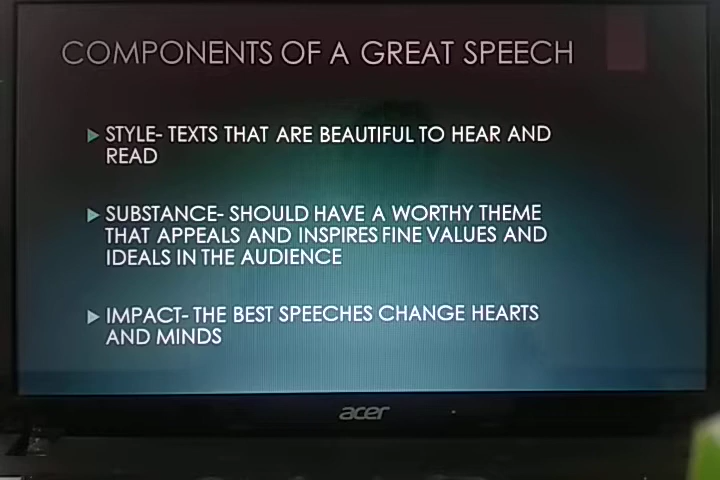 COMPONENTS OF A GREAT SPEECH
STYLE- TEXTS THAT ARE BEAUTIFUL TO HEAR AND
READ
SUBSTANCE- SHOULD HAVE A WORTHY THEME
THAT APPEALS AND INSPIRES FINE VALUES AND
IDEALS IN THE AUDIENCE
IMPACT- THE BEST SPEECHES CHANGE HEARTS
AND MINDS
acer